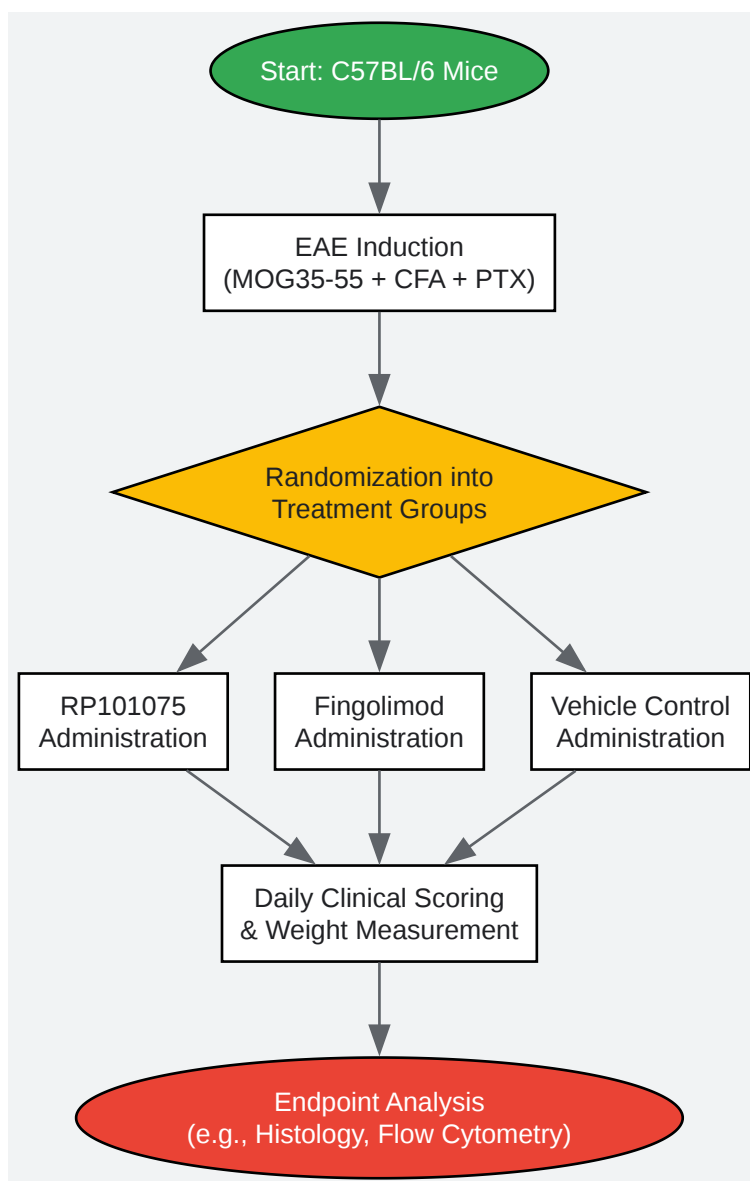 Start: C57BL/6 Mice
EAE Induction
(MOG35-55 + CFA + PTX)
Randomization into
Treatment Groups
RP101075
Administration
Fingolimod
Administration
Vehicle Control
Administration
Daily Clinical Scoring
& Weight Measurement
Endpoint Analysis
(e.g., Histology, Flow Cytometry)